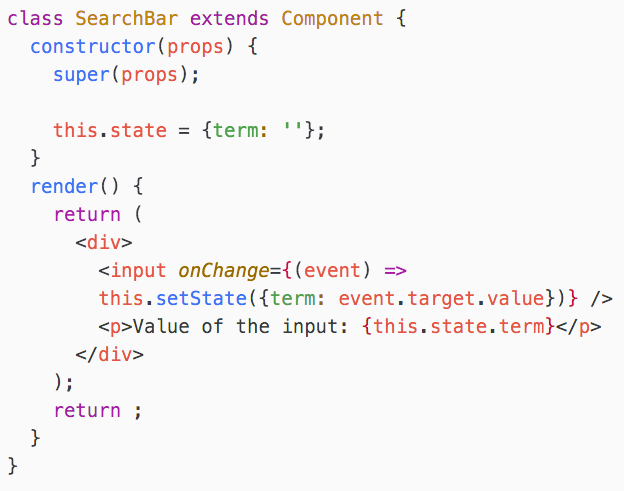 class SearchBar extends Component {
  constructor(props) {
    super(props);

    this.state = {term: ''};
  }
  render() {
    return (
      <div>
        <input onChange={(event) =>
        this.setState({term: event.target.value})} />
        <p>Value of the input: {this.state.term}</p>
      </div>
    );
    return ;
  }
}